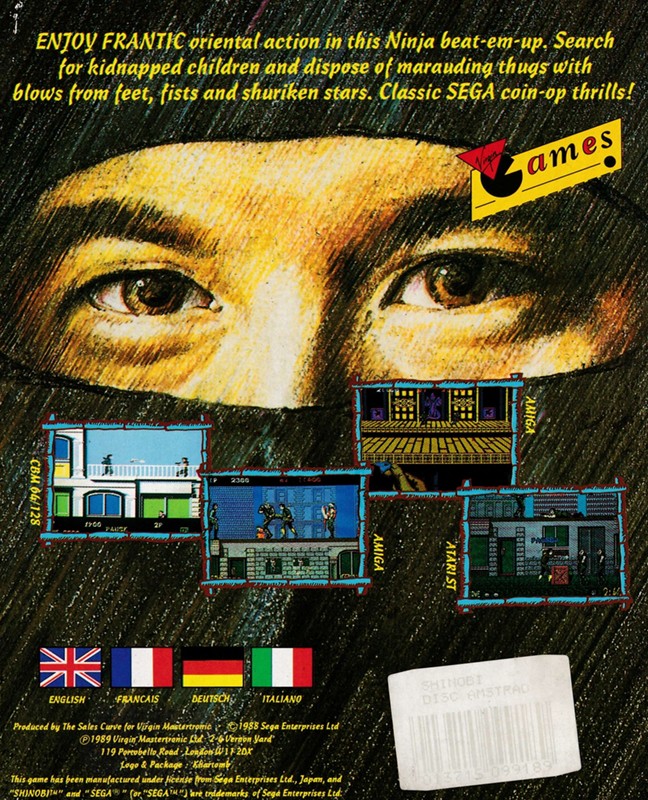 ENJOY FRANTIC oriental action in this Ninja beat-em-up. Search
for kidnapped children and dispose of marauding thugs with
blows from feet, fists and shuriken stars. Classic SEGA coin-op thrills!
Virgin Games
AMIGA
CBM 64/128
AMIGA
ATARI ST
ENGLISH FRANCAIS DEUTSCH ITALIANO
SHINOBI
DISC AMSTRAD
Produced by The Sales Curve for Virgin Mastertronic © 1988 Sega Enterprises Ltd
Ⓟ 1989 Virgin Mastertronic Ltd 2-6 Vernon Yard
119 Portobello Road, London W11 2DX
Logo & Package : Khartomb
This game has been manufactured under license from Sega Enterprises Ltd., Japan, and
"SHINOBI™" and "SEGA®" (or "SEGA™") are trademarks of Sega Enterprises Ltd.